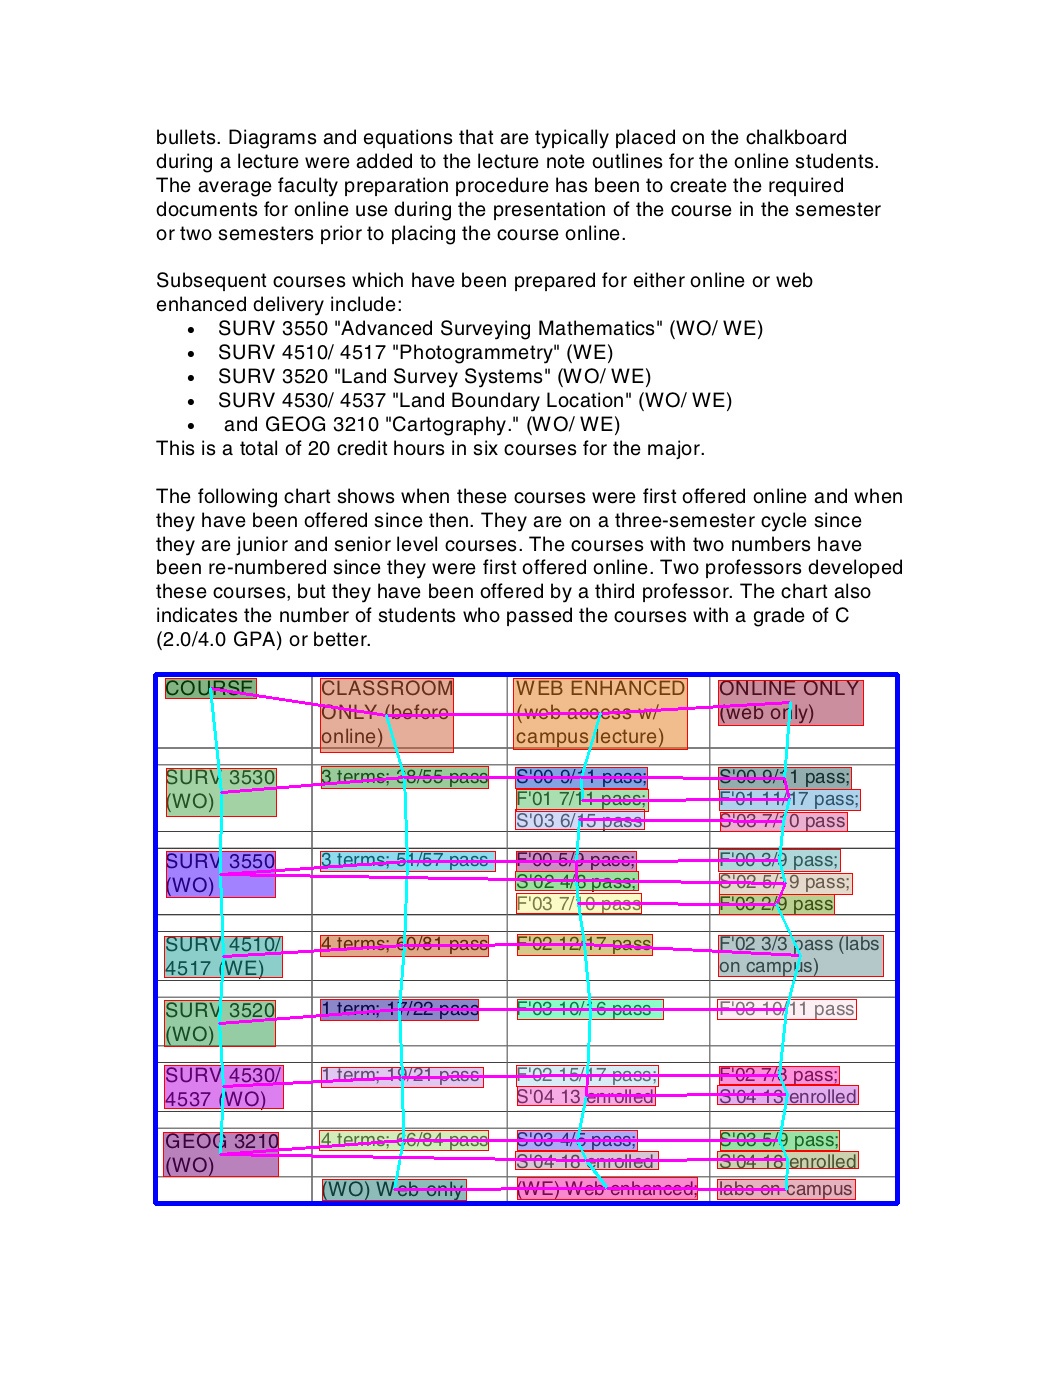 bullets. Diagrams and equations that are typically placed on the chalkboard
during a lecture were added to the lecture note outlines for the online students.
The average faculty preparation procedure has been to create the required
documents for online use during the presentation of the course in the semester
or two semesters prior to placing the course online.
Subsequent courses which have been prepared for either online or web
enhanced delivery include:
• SURV 3550 "Advanced Surveying Mathematics" (WO/ WE)
• SURV 4510/ 4517 "Photogrammetry" (WE)
• SURV 3520 "Land Survey Systems" (WO/ WE)
• SURV 4530/ 4537 "Land Boundary Location" (WO/ WE)
• and GEOG 3210 "Cartography." (WO/ WE)
This is a total of 20 credit hours in six courses for the major.
The following chart shows when these courses were first offered online and when
they have been offered since then. They are on a three-semester cycle since
they are junior and senior level courses. The courses with two numbers have
been re-numbered since they were first offered online. Two professors developed
these courses, but they have been offered by a third professor. The chart also
indicates the number of students who passed the courses with a grade of C
(2.0/4.0 GPA) or better.
COURSE
CLASSROOM
ONLY (before
online)
WEB ENHANCED
(web access w/
campus lecture)
ONLINE ONLY
(web only)
SURV 3530
(WO)
3 terms; 38/55 pass
S'00 9/11 pass;
F'01 7/11 pass;
S'03 6/15 pass
S'00 9/11 pass;
F'01 11/17 pass;
S'03 7/10 pass
SURV 3550
(WO)
3 terms; 51/57 pass
F'00 5/9 pass;
S'02 4/8 pass;
F'03 7/10 pass
F'00 3/9 pass;
S'02 5/19 pass;
F'03 2/9 pass
SURV 4510/
4517 (WE)
4 terms; 60/81 pass
F'02 12/17 pass
F'02 3/3 pass (labs
on campus)
SURV 3520
(WO)
1 term; 17/22 pass
F'03 10/16 pass
F'03 10/11 pass
SURV 4530/
4537 (WO)
1 term; 19/21 pass
F'02 15/17 pass;
S'04 13 enrolled
F'02 7/8 pass;
S'04 13 enrolled
GEOG 3210
(WO)
4 terms; 66/84 pass
S'03 4/5 pass;
S'04 18 enrolled
S'03 5/9 pass;
S'04 18 enrolled
(WO) Web only
(WE) Web enhanced;
labs on campus